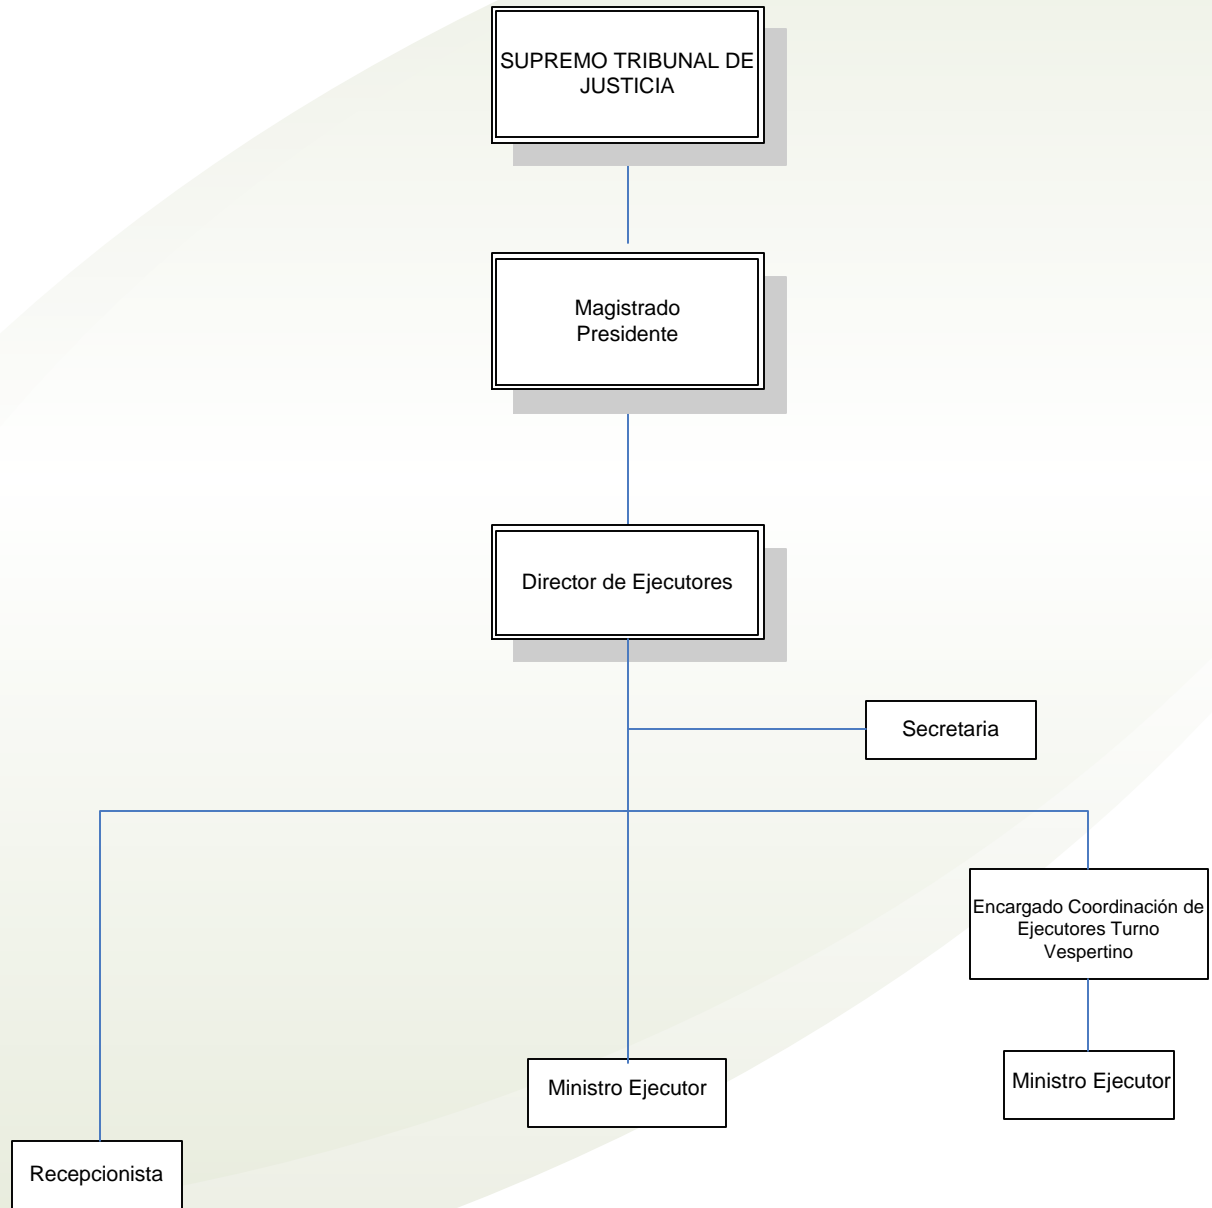 SUPREMO TRIBUNAL DE
JUSTICIA
Magistrado
Presidente
Director de Ejecutores
Secretaria
Encargado Coordinación de
Ejecutores Turno
Vespertino
Ministro Ejecutor
Ministro Ejecutor
Recepcionista